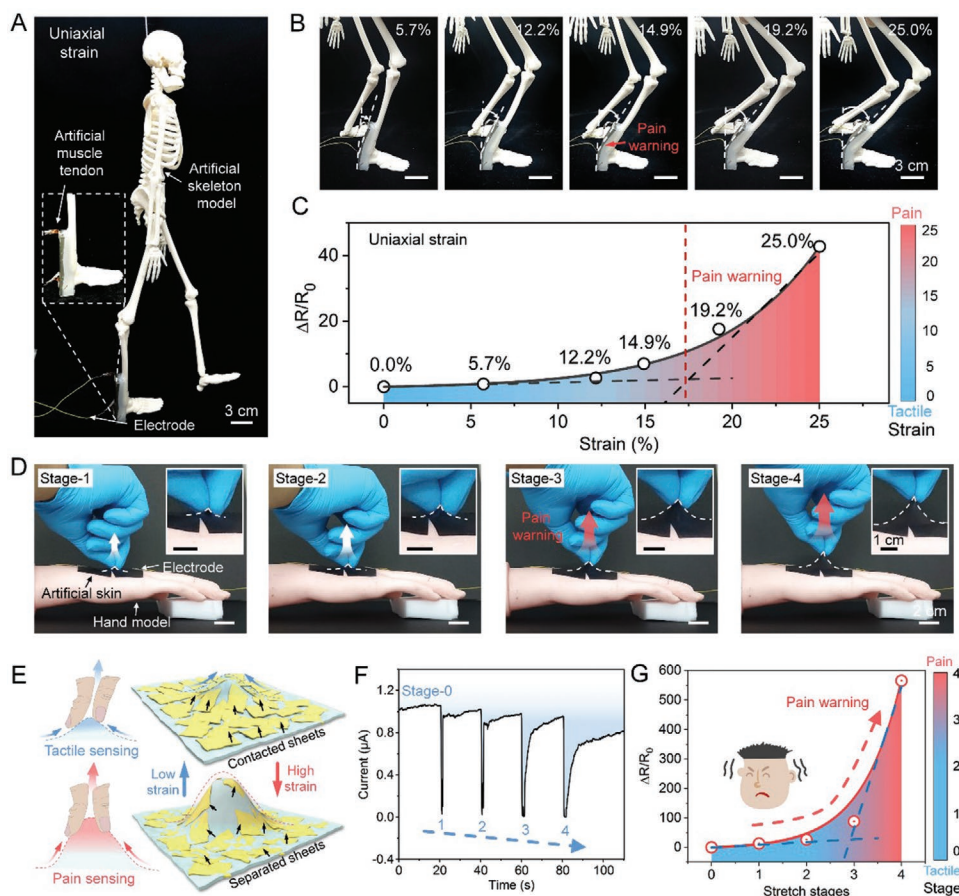 A
Uniaxial
strain
Artificial
muscle
tendon
Artificial
skeleton
model
Electrode
3 cm
B
5.7%
12.2%
14.9%
19.2%
25.0%
Pain
warning
3 cm
C
Uniaxial strain
Pain warning
0.0%
5.7%
12.2%
14.9%
19.2%
25.0%
ΔR/R0
40
20
0
0 5 10 15 20 25
Strain (%)
Pain
25
20
15
10
5
0
Tactile
Strain
D
Stage-1
Electrode
Artificial skin
Hand model
Stage-2
Stage-3
Pain
warning
Stage-4
1 cm
2 cm
E
Tactile sensing
Contacted sheets
Low
strain
High
strain
Pain sensing
Separated sheets
F
Stage-0
Current (μA)
1.2
0.8
0.4
0.0
-0.4
1 2 3 4
0 20 40 60 80 100
Time (s)
G
Pain warning
ΔR/R0
600
500
400
300
200
100
50
0
0 1 2 3 4
Stretch stages
Pain
4
3
2
1
0
Tactile
Stage